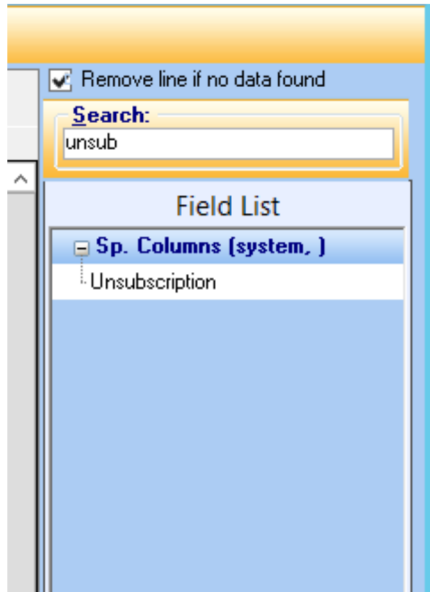 Remove line if no data found
Search:
unsub
Field List
Sp. Columns (system, )
Unsubscription